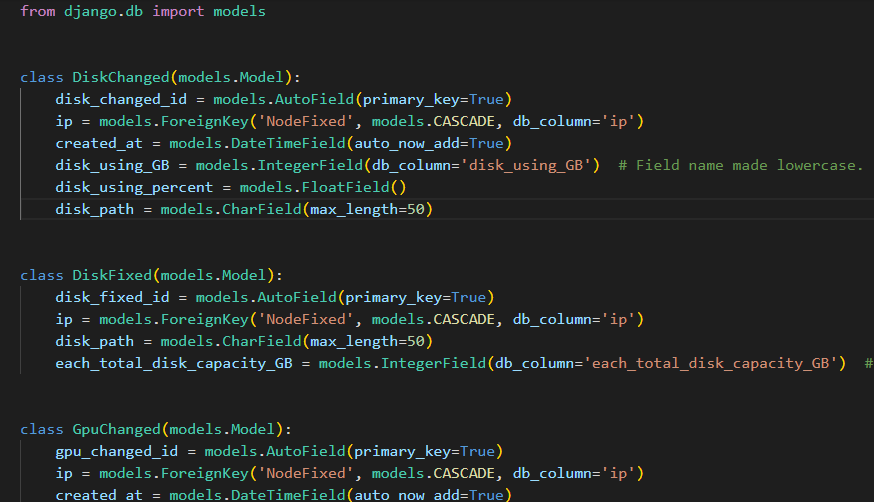 from django.db import models
class DiskChanged(models.Model):
disk_changed_id = models.AutoField(primary_key=True)
ip = models.ForeignKey('NodeFixed', models.CASCADE, db_column='ip')
created_at = models.DateTimeField(auto_now_add=True)
disk_using_GB = models.IntegerField(db_column='disk_using_GB')  # Field name made lowercase.
disk_using_percent = models.FloatField()
disk_path = models.CharField(max_length=50)
class DiskFixed(models.Model):
disk_fixed_id = models.AutoField(primary_key=True)
ip = models.ForeignKey('NodeFixed', models.CASCADE, db_column='ip')
disk_path = models.CharField(max_length=50)
each_total_disk_capacity_GB = models.IntegerField(db_column='each_total_disk_capacity_GB')  #
class GpuChanged(models.Model):
gpu_changed_id = models.AutoField(primary_key=True)
ip = models.ForeignKey('NodeFixed', models.CASCADE, db_column='ip')
created_at = models.DateTimeField(auto_now_add=True)